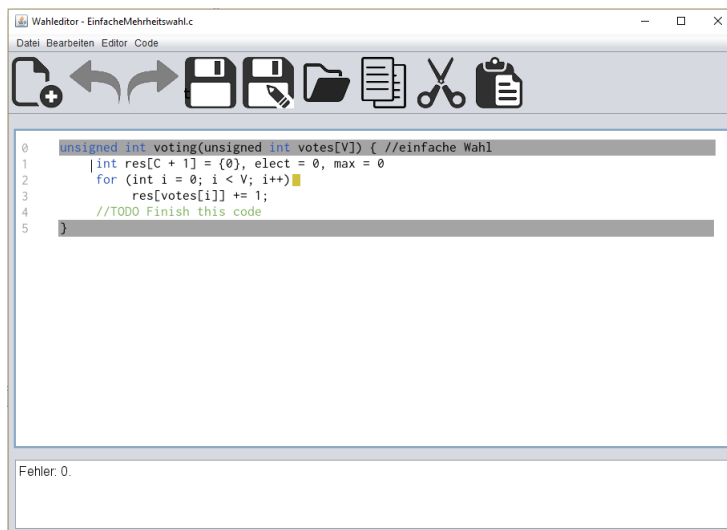 Wahleditor - EinfacheMehrheitswahl.c
Datei Bearbeiten Editor Code
0 unsigned int voting(unsigned int votes[V]) { //einfache Wahl
1 int res[C + 1] = {0}, elect = 0, max = 0
2 for (int i = 0; i < V; i++)
3 res[votes[i]] += 1;
4 //TODO Finish this code
5 }
Fehler: 0.